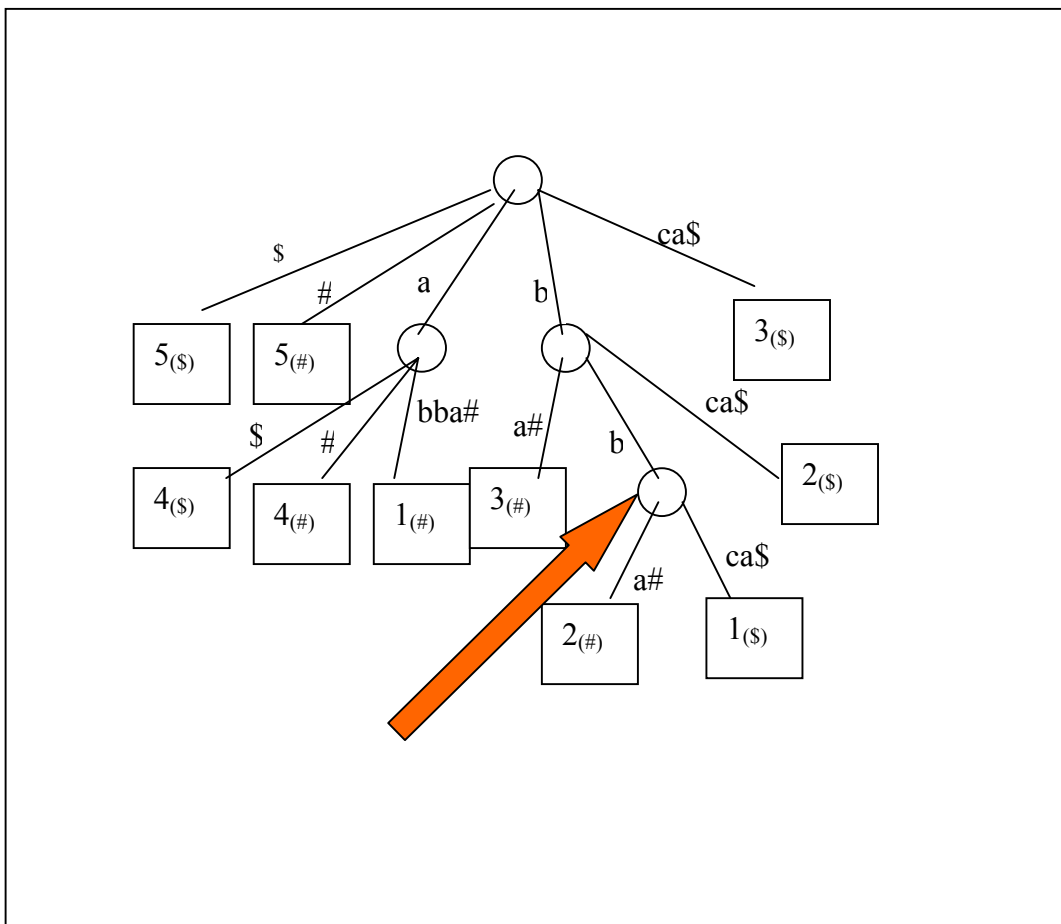 ca$
$
a
#
b
3($)
5($)
5(#)
ca$
bba#
a#
$
#
b
2($)
4($)
4(#)
1(#)
3(#)
ca$
a#
2(#)
1($)